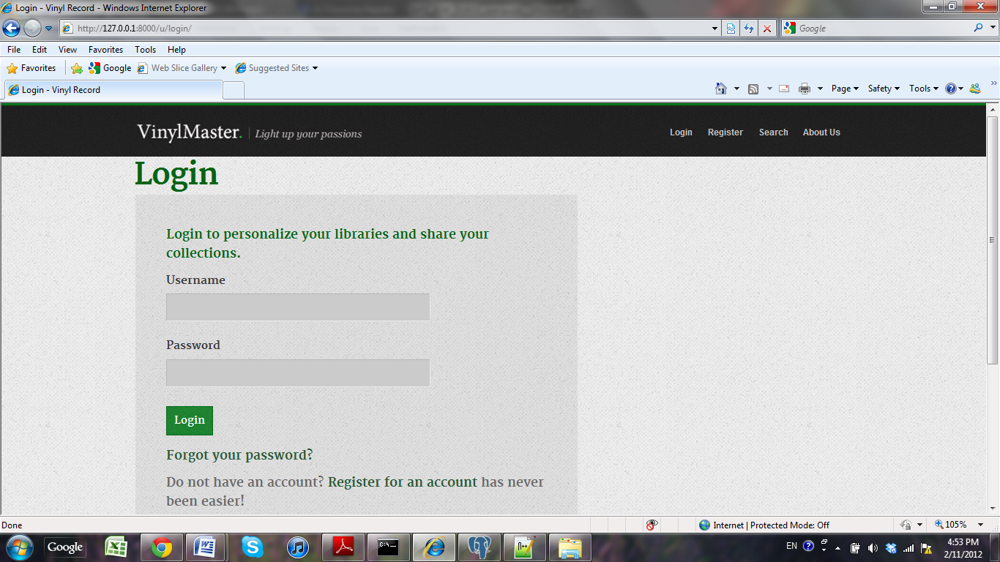 Login - Vinyl Record - Windows Internet Explorer
http://127.0.0.1:8000/u/login/
Google
File Edit View Favorites Tools Help
Favorites Google Web Slice Gallery Suggested Sites
Login - Vinyl Record
Page Safety Tools
»
VinylMaster. Light up your passions
Login Register Search About Us
Login
Login to personalize your libraries and share your
collections.
Username
Password
Login
Forgot your password?
Do not have an account? Register for an account has never
been easier!
Done
Internet | Protected Mode: Off
105%
Google
C:\_
EN
4:53 PM
2/11/2012